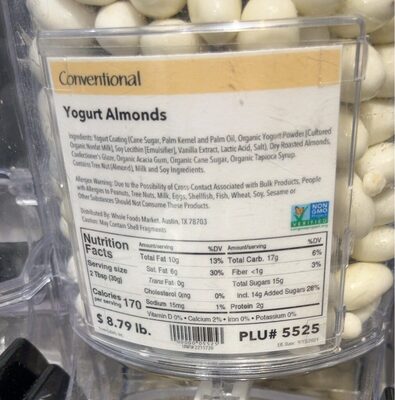 Conventional
Yogurt Almonds
Ingredients: Yogurt Coating (Cane Sugar, Palm Kernel and Palm Oil, Organic Yogurt Powder [Cultured
Organic Nonfat Milk], Soy Lecithin [Emulsifier], Vanilla Extract, Lactic Acid, Salt), Dry Roasted Almonds,
Confectioner's Glaze, Organic Acacia Gum, Organic Cane Sugar, Organic Tapioca Syrup.
Contains Tree Nut (Almond), Milk and Soy Ingredients.
Allergen Warning: Due to the Possibility of Cross-Contact Associated with Bulk Products, People
with Allergies to Peanuts, Tree Nuts, Milk, Eggs, Shellfish, Fish, Wheat, Soy, Sesame or
Other Substances Should Not Consume These Products.
Distributed By: Whole Foods Market, Austin, TX 78703
Caution: May Contain Shell Fragments
NON
GMO
VERIFIED
Nutrition
Facts
Serving size
2 Tbsp (30g)
Calories 170
per serving
Amount/serving %DV
Total Fat 10g 13%
Sat. Fat 6g 30%
Trans Fat 0g
Cholesterol 0mg 0%
Sodium 15mg 1%
Amount/serving %DV
Total Carb. 17g 6%
Fiber <1g 3%
Total Sugars 15g
Incl. 14g Added Sugars 28%
Protein 2g
Vitamin D 0% • Calcium 2% • Iron 0% • Potassium 0%
$ 8.79 lb.
PLU# 5525